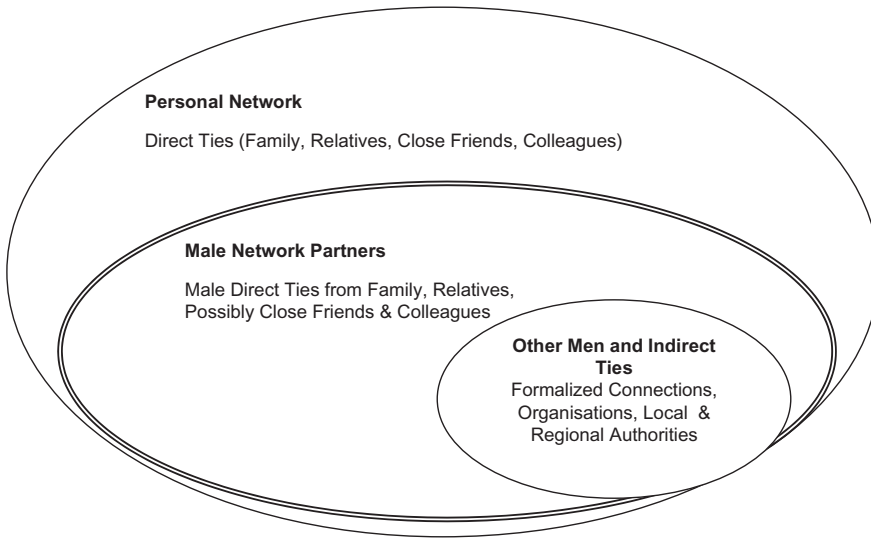 Personal Network
Direct Ties (Family, Relatives, Close Friends, Colleagues)
Male Network Partners
Male Direct Ties from Family, Relatives,
Possibly Close Friends & Colleagues
Other Men and Indirect
Ties
Formalized Connections,
Organisations, Local &
Regional Authorities